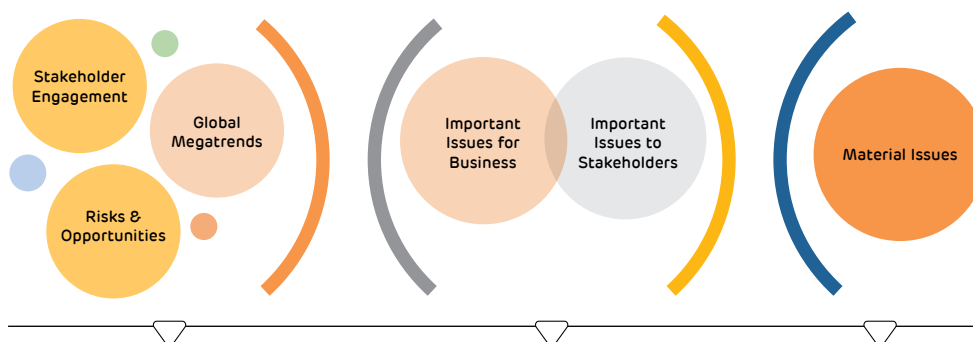 Stakeholder
Engagement
Global
Megatrends
Risks &
Opportunities
Important
Issues for
Business
Important
Issues to
Stakeholders
Material Issues